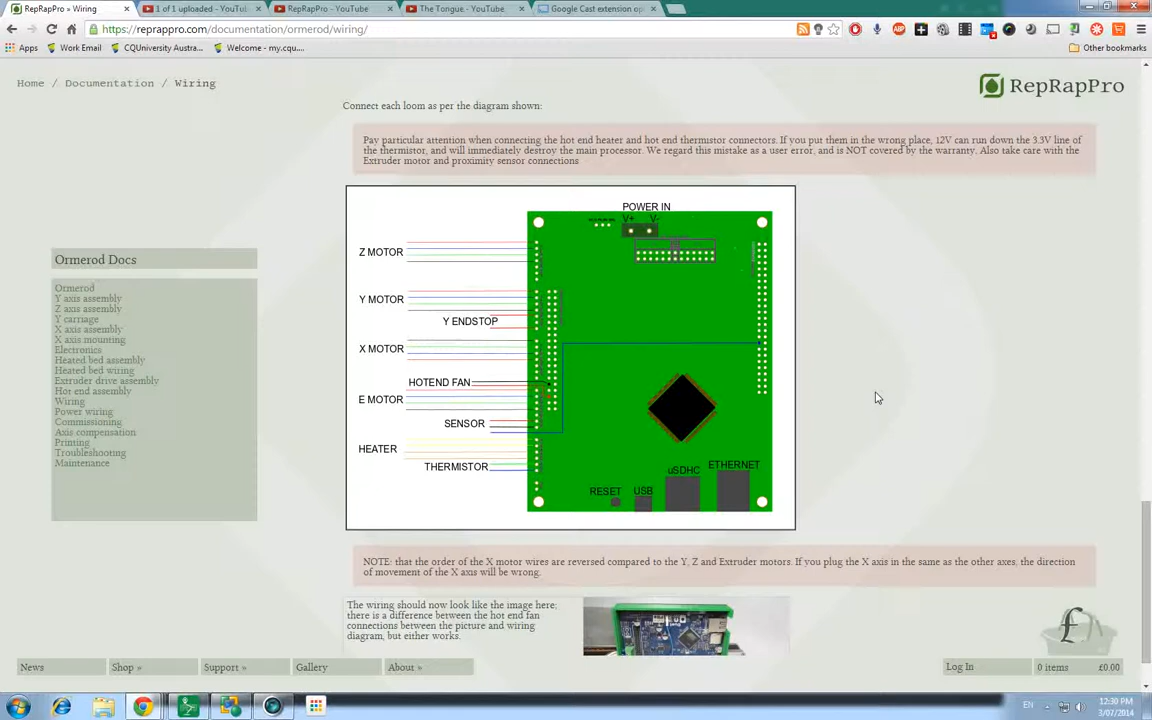 RepRapPro » Wiring
1 of 1 uploaded - YouTu
RepRapPro - YouTube
The Tongue - YouTube
Google Cast extension op
https://reprappro.com/documentation/ormerod/wiring/
Apps
Work Email
CQUniversity Austra...
Welcome - my.cqu...
Other bookmarks
Home / Documentation / Wiring
RepRapPro
Connect each loom as per the diagram shown:
Pay particular attention when connecting the hot end heater and hot end thermistor connectors. If you put them in the wrong place, 12V can run down the 3.3V line of
the thermistor, and will immediately destroy the main processor. We regard this mistake as a user error, and is NOT covered by the warranty. Also take care with the
Extruder motor and proximity sensor connections
POWER IN
V+ V-
Z MOTOR
Y MOTOR
Y ENDSTOP
X MOTOR
HOTEND FAN
E MOTOR
SENSOR
HEATER
THERMISTOR
RESET
USB
uSDHC
ETHERNET
Ormerod Docs
Ormerod
Y axis assembly
Z axis assembly
Y carriage
X axis assembly
X axis mounting
Electronics
Heated bed assembly
Heated bed wiring
Extruder drive assembly
Hot end assembly
Wiring
Power wiring
Commissioning
Axis compensation
Printing
Troubleshooting
Maintenance
NOTE: that the order of the X motor wires are reversed compared to the Y, Z and Extruder motors. If you plug the X axis in the same as the other axes, the direction
of movement of the X axis will be wrong.
The wiring should now look like the image here;
there is a difference between the hot end fan
connections between the picture and wiring
diagram, but either works.
£
News
Shop »
Support »
Gallery
About »
Log In
0 items
£0.00
EN
12:30 PM
3/07/2014